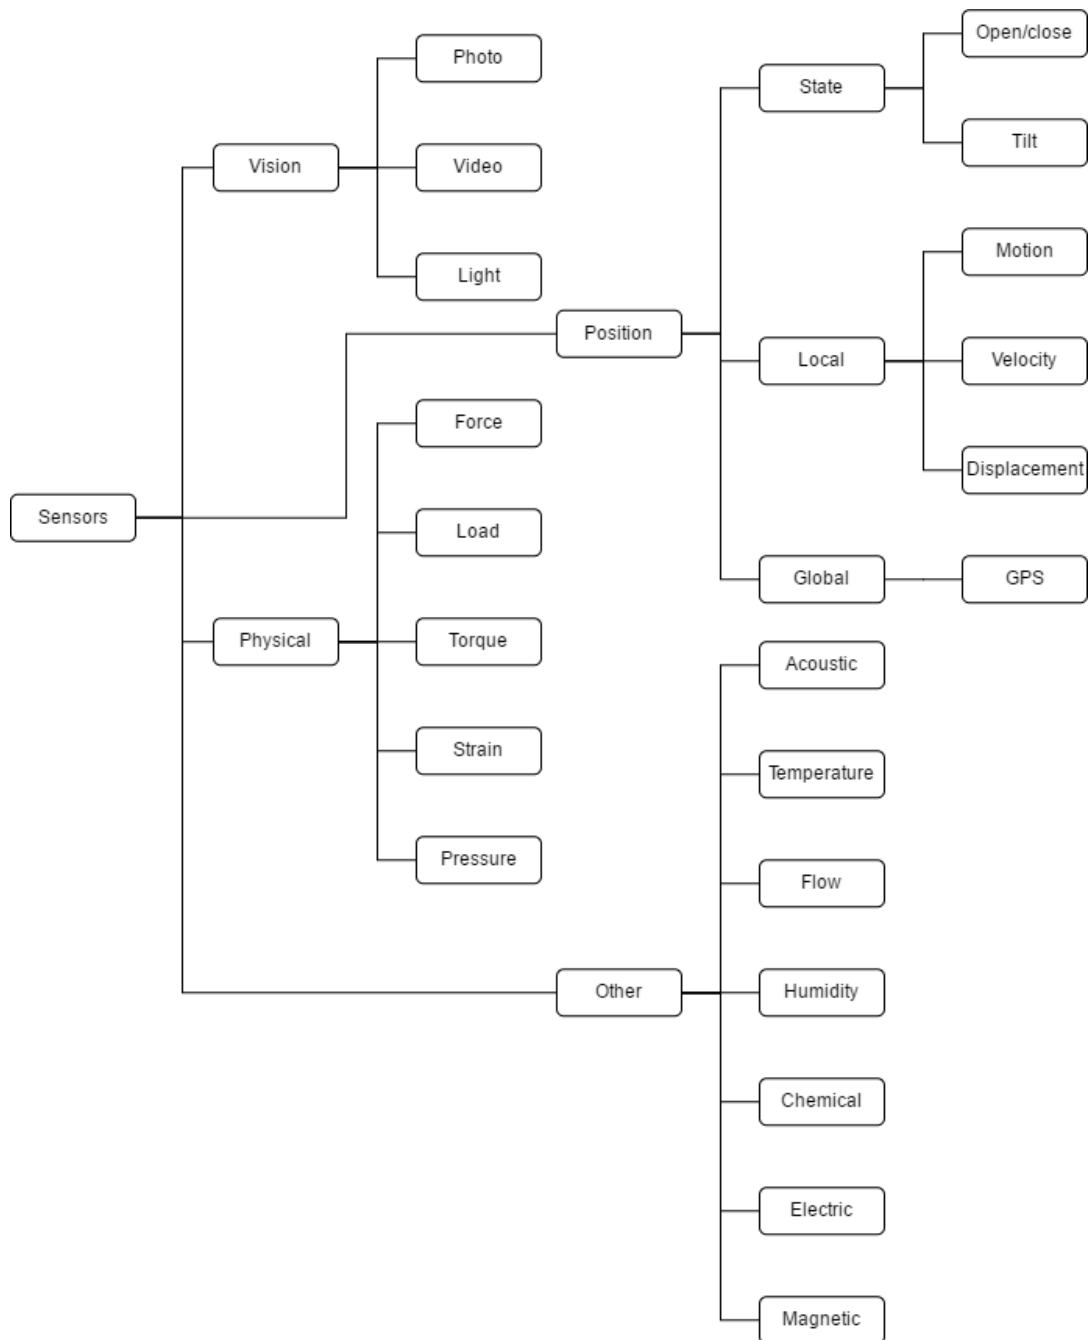 Sensors
Vision
Photo
Video
Light
Position
State
Open/close
Tilt
Local
Motion
Velocity
Displacement
Global
GPS
Physical
Force
Load
Torque
Strain
Pressure
Other
Acoustic
Temperature
Flow
Humidity
Chemical
Electric
Magnetic